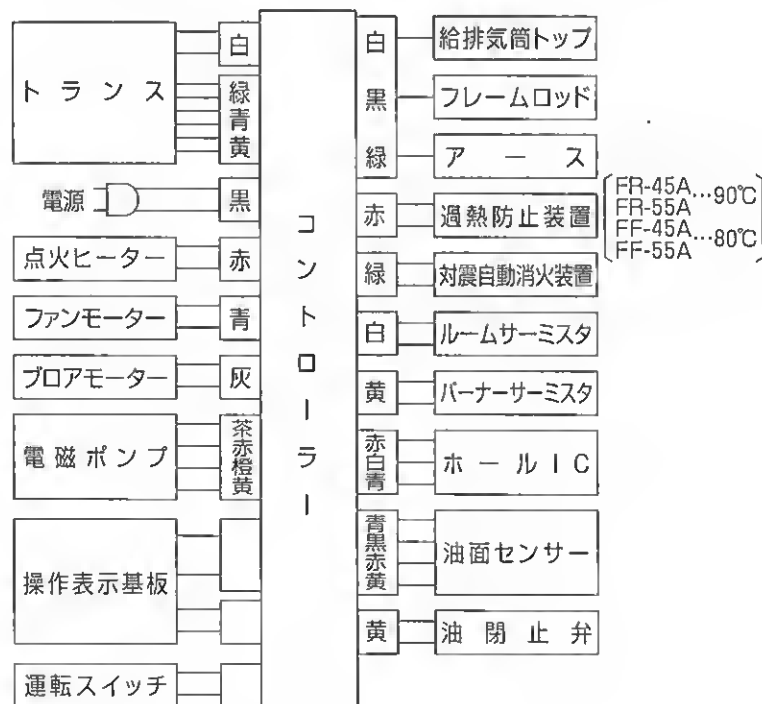 トランス
白
緑
青
黄
電源
黒
点火ヒーター
赤
ファンモーター
青
ブロアモーター
灰
電磁ポンプ
茶
赤
橙
黄
操作表示基板
運転スイッチ
コントローラー
白
給排気筒トップ
黒
フレームロッド
緑
アース
赤
過熱防止装置
FR-45A
FR-55A
…90℃
FF-45A
FF-55A
…80℃
緑
対震自動消火装置
白
ルームサーミスタ
黄
バーナーサーミスタ
赤
白
青
ホールIC
青
黒
赤
黄
油面センサー
黄
油閉止弁